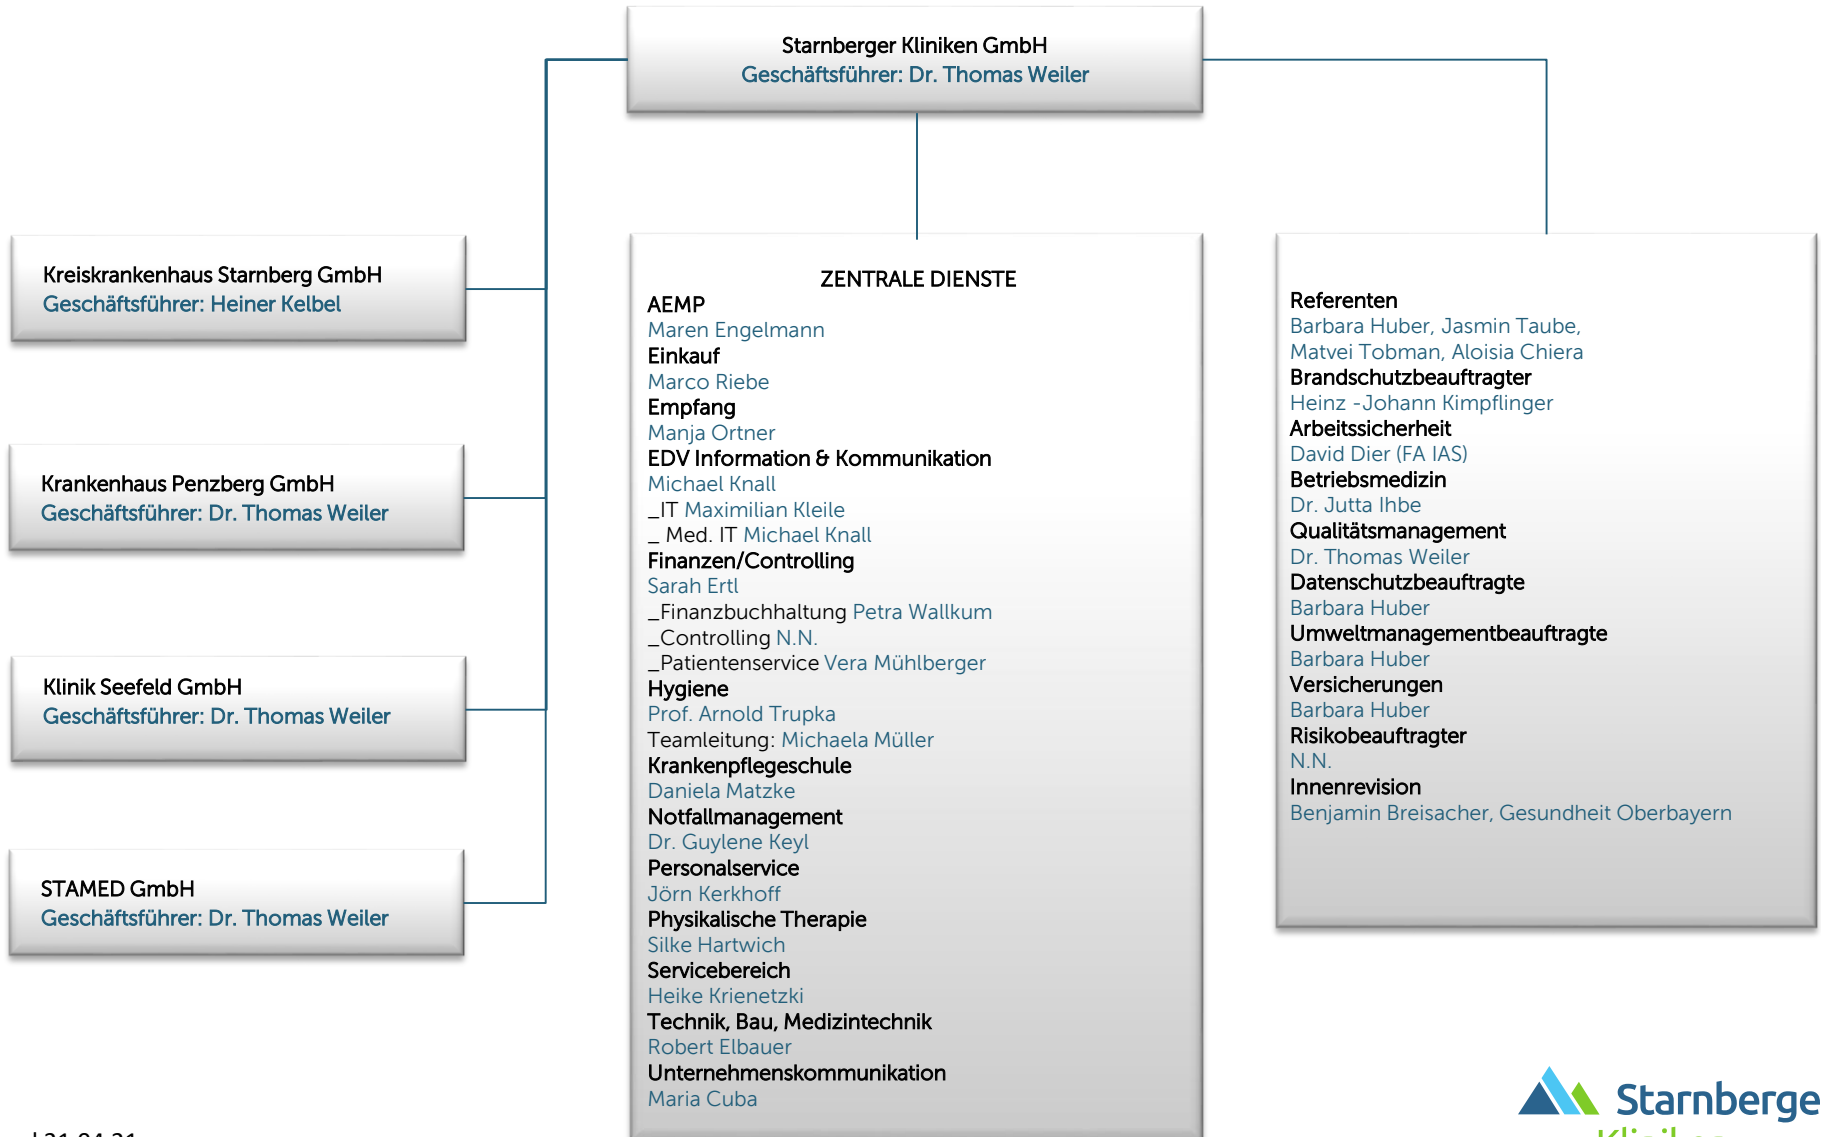 Starnberger Kliniken GmbH
Geschäftsführer: Dr. Thomas Weiler
Kreiskrankenhaus Starnberg GmbH
Geschäftsführer: Heiner Kelbel
Krankenhaus Penzberg GmbH
Geschäftsführer: Dr. Thomas Weiler
Klinik Seefeld GmbH
Geschäftsführer: Dr. Thomas Weiler
STAMED GmbH
Geschäftsführer: Dr. Thomas Weiler
ZENTRALE DIENSTE
AEMP
Maren Engelmann
Einkauf
Marco Riebe
Empfang
Manja Ortner
EDV Information & Kommunikation
Michael Knall
_IT Maximilian Kleile
_ Med. IT Michael Knall
Finanzen/Controlling
Sarah Ertl
_Finanzbuchhaltung Petra Wallkum
_Controlling N.N.
_Patientenservice Vera Mühlberger
Hygiene
Prof. Arnold Trupka
Teamleitung: Michaela Müller
Krankenpflegeschule
Daniela Matzke
Notfallmanagement
Dr. Guylene Keyl
Personalservice
Jörn Kerkhoff
Physikalische Therapie
Silke Hartwich
Servicebereich
Heike Krienetzki
Technik, Bau, Medizintechnik
Robert Elbauer
Unternehmenskommunikation
Maria Cuba
Referenten
Barbara Huber, Jasmin Taube,
Matvei Tobman, Aloisia Chiera
Brandschutzbeauftragter
Heinz -Johann Kimpflinger
Arbeitssicherheit
David Dier (FA IAS)
Betriebsmedizin
Dr. Jutta Ihbe
Qualitätsmanagement
Dr. Thomas Weiler
Datenschutzbeauftragte
Barbara Huber
Umweltmanagementbeauftragte
Barbara Huber
Versicherungen
Barbara Huber
Risikobeauftragter
N.N.
Innenrevision
Benjamin Breisacher, Gesundheit Oberbayern
Starnberge